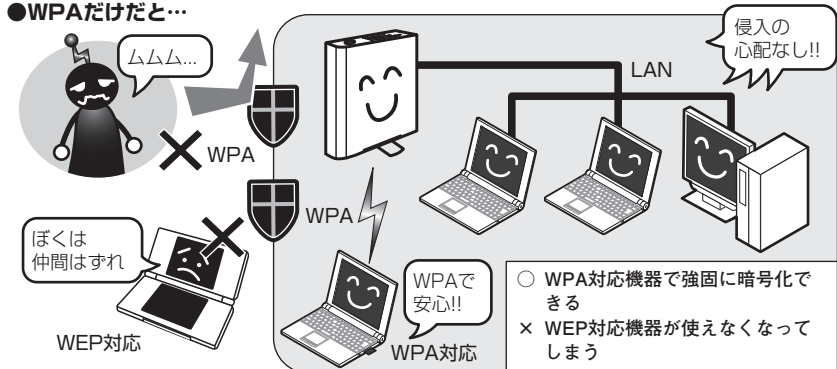 ●WPAだけだと…
ムムム...
侵入の
心配なし!!
LAN
WPA
WPA
ぼくは
仲間はずれ
WPAで
安心!!
WEP対応
WPA対応
○ WPA対応機器で強固に暗号化で
きる
× WEP対応機器が使えなくなって
しまう